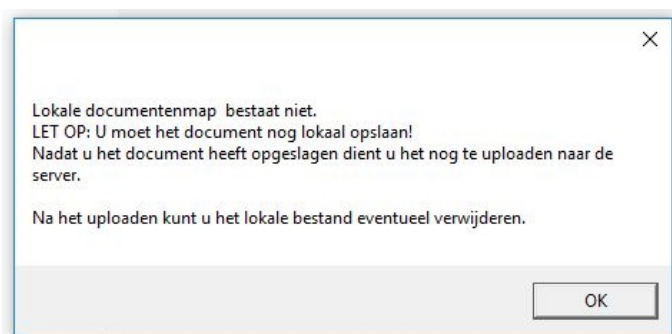 Lokale documentenmap  bestaat niet.
LET OP: U moet het document nog lokaal opslaan!
Nadat u het document heeft opgeslagen dient u het nog te uploaden naar de
server.
Na het uploaden kunt u het lokale bestand eventueel verwijderen.
OK